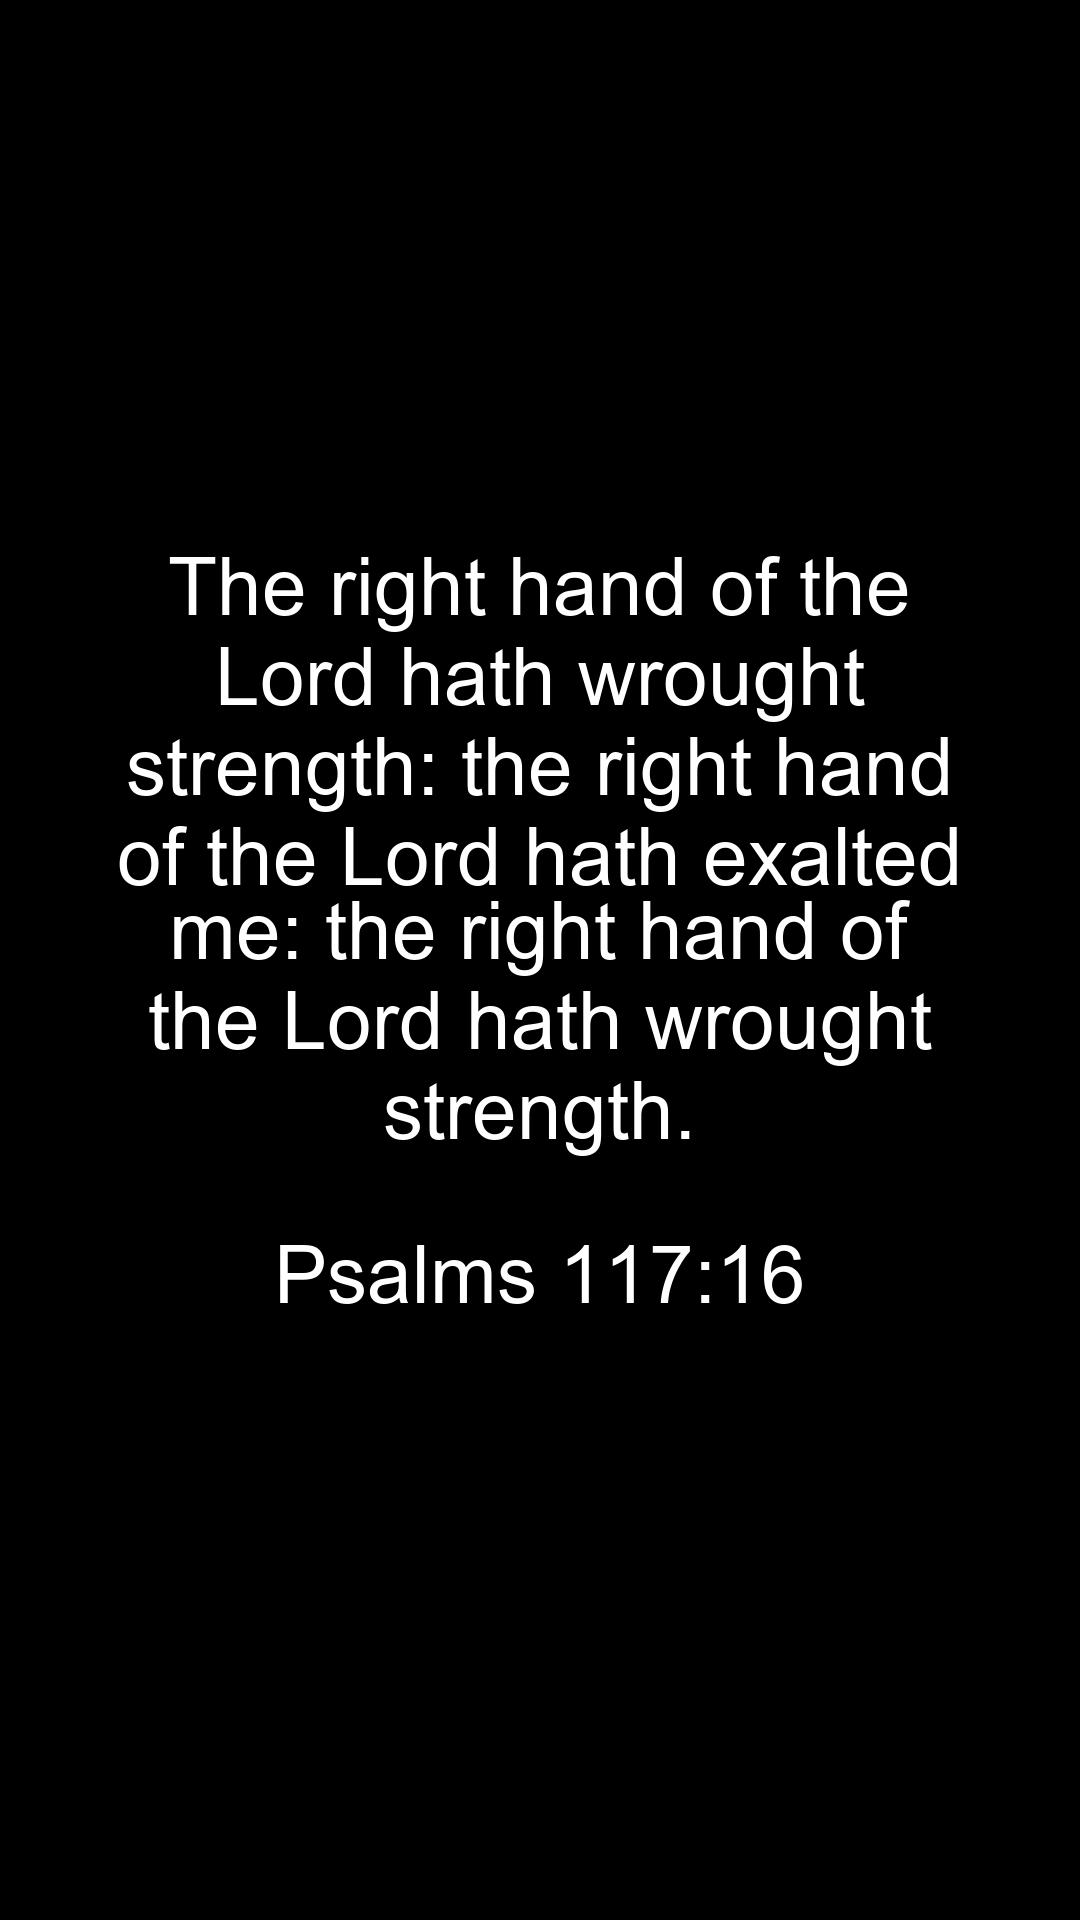 The right hand of the
Lord hath wrought
strength: the right hand
of the Lord hath exalted
me: the right hand of
the Lord hath wrought
strength.
Psalms 117:16